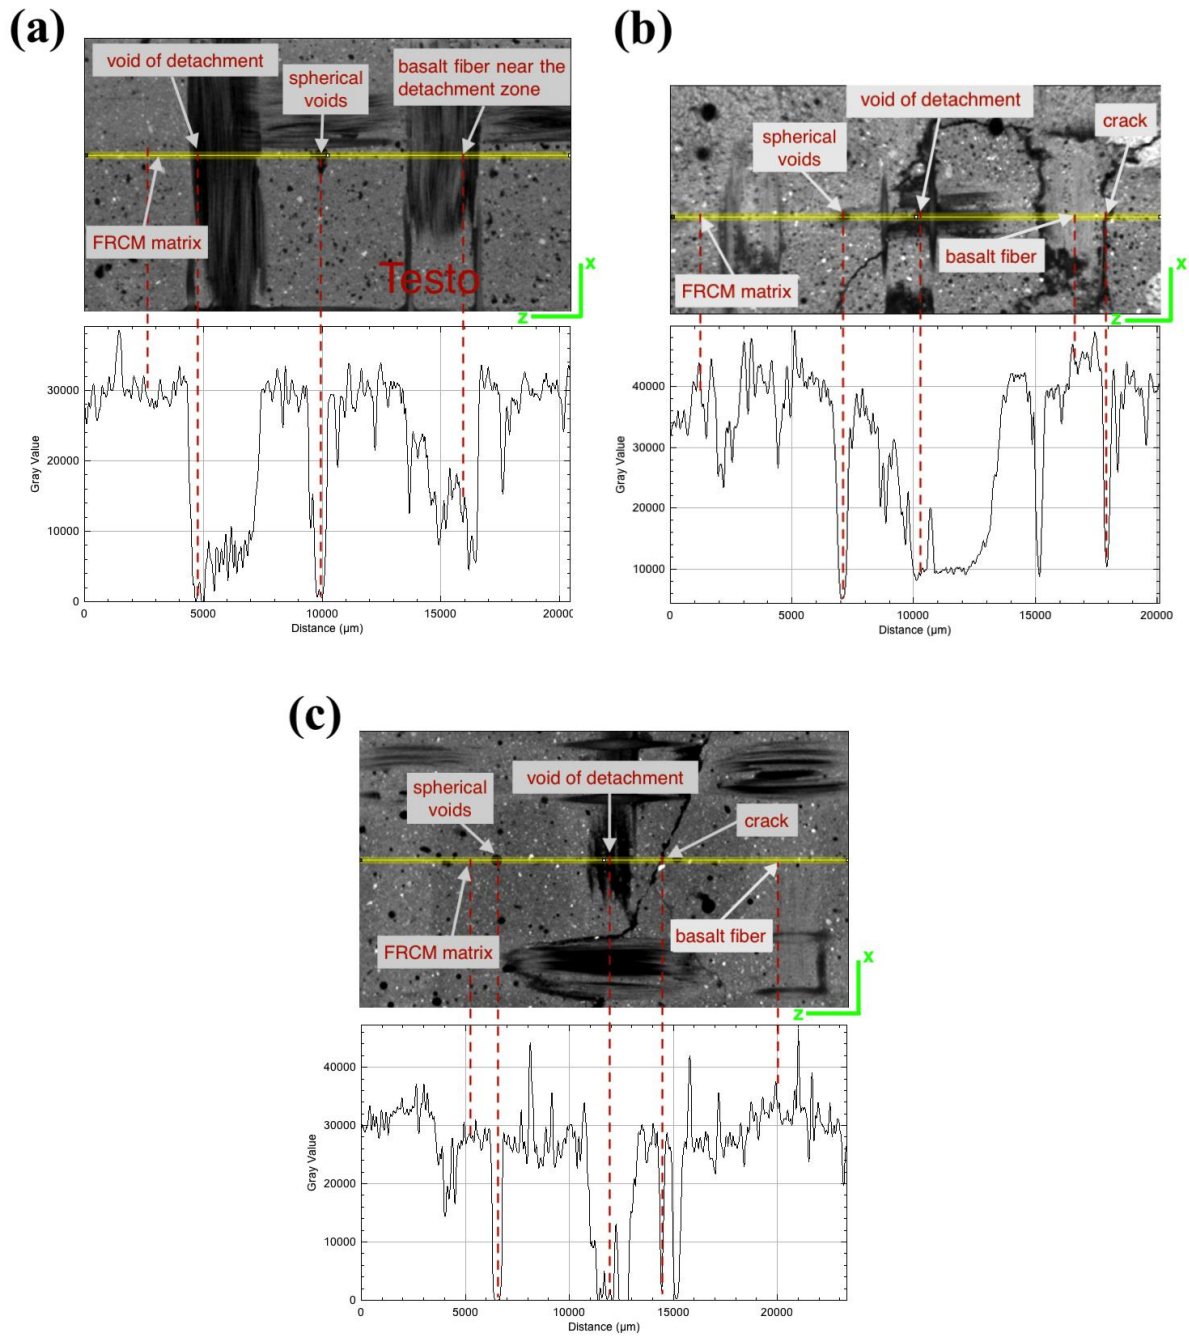 (a)
void of detachment
spherical
voids
basalt fiber near the
detachment zone
FRCM matrix
Testo
x
z
30000
20000
10000
0
Gray Value
0
5000
10000
15000
20000
Distance (µm)
(b)
void of detachment
crack
spherical
voids
basalt fiber
FRCM matrix
x
z
40000
30000
20000
10000
Gray Value
0
5000
10000
15000
20000
Distance (µm)
(c)
void of detachment
spherical
voids
crack
basalt fiber
FRCM matrix
x
z
40000
30000
20000
10000
0
Gray Value
0
5000
10000
15000
20000
Distance (µm)